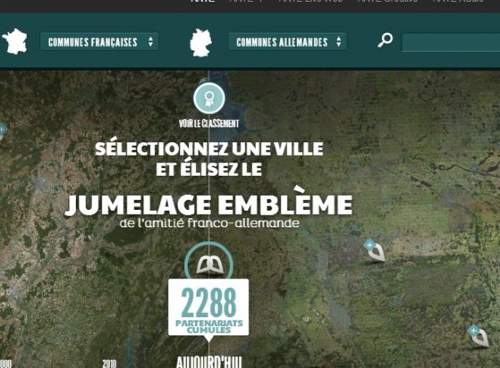 COMMUNES FRANÇAISES
COMMUNES ALLEMANDES
VOIR LE CLASSEMENT
SÉLECTIONNEZ UNE VILLE
ET ÉLISEZ LE
JUMELAGE EMBLÈME
de l'amitié franco-allemande
2288
PARTENARIATS
CUMULÉS
2010
AUJOURD'HUI